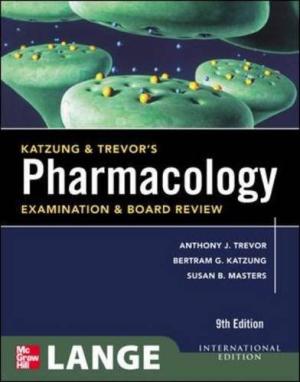 KATZUNG & TREVOR'S
Pharmacology
EXAMINATION & BOARD REVIEW
ANTHONY J. TREVOR
BERTRAM G. KATZUNG
SUSAN B. MASTERS
9th Edition
Mc
Graw
Hill
LANGE
INTERNATIONAL
EDITION